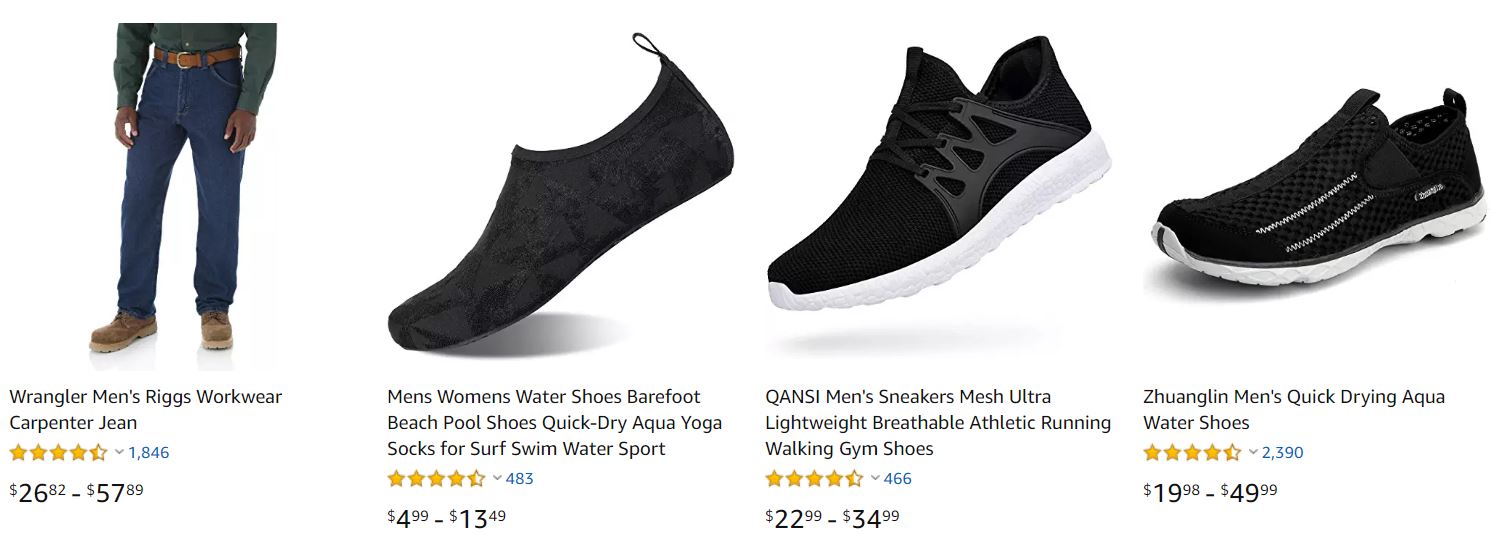 Wrangler Men's Riggs Workwear
Carpenter Jean
1,846
$26.82 - $57.89
Mens Womens Water Shoes Barefoot
Beach Pool Shoes Quick-Dry Aqua Yoga
Socks for Surf Swim Water Sport
483
$4.99 - $13.49
QANSI Men's Sneakers Mesh Ultra
Lightweight Breathable Athletic Running
Walking Gym Shoes
466
$22.99 - $34.99
Zhuanglin Men's Quick Drying Aqua
Water Shoes
2,390
$19.98 - $49.99